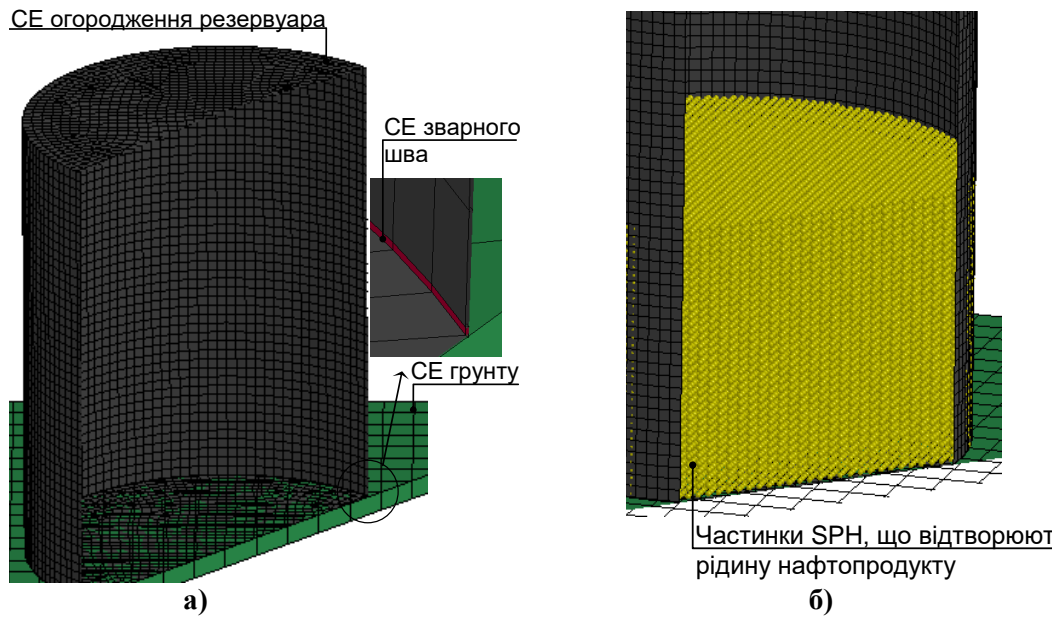 СЕ огородження резервуара
СЕ зварного
шва
СЕ грунту
Частинки SPH, що відтворюют
рідину нафтопродукту
а)
б)